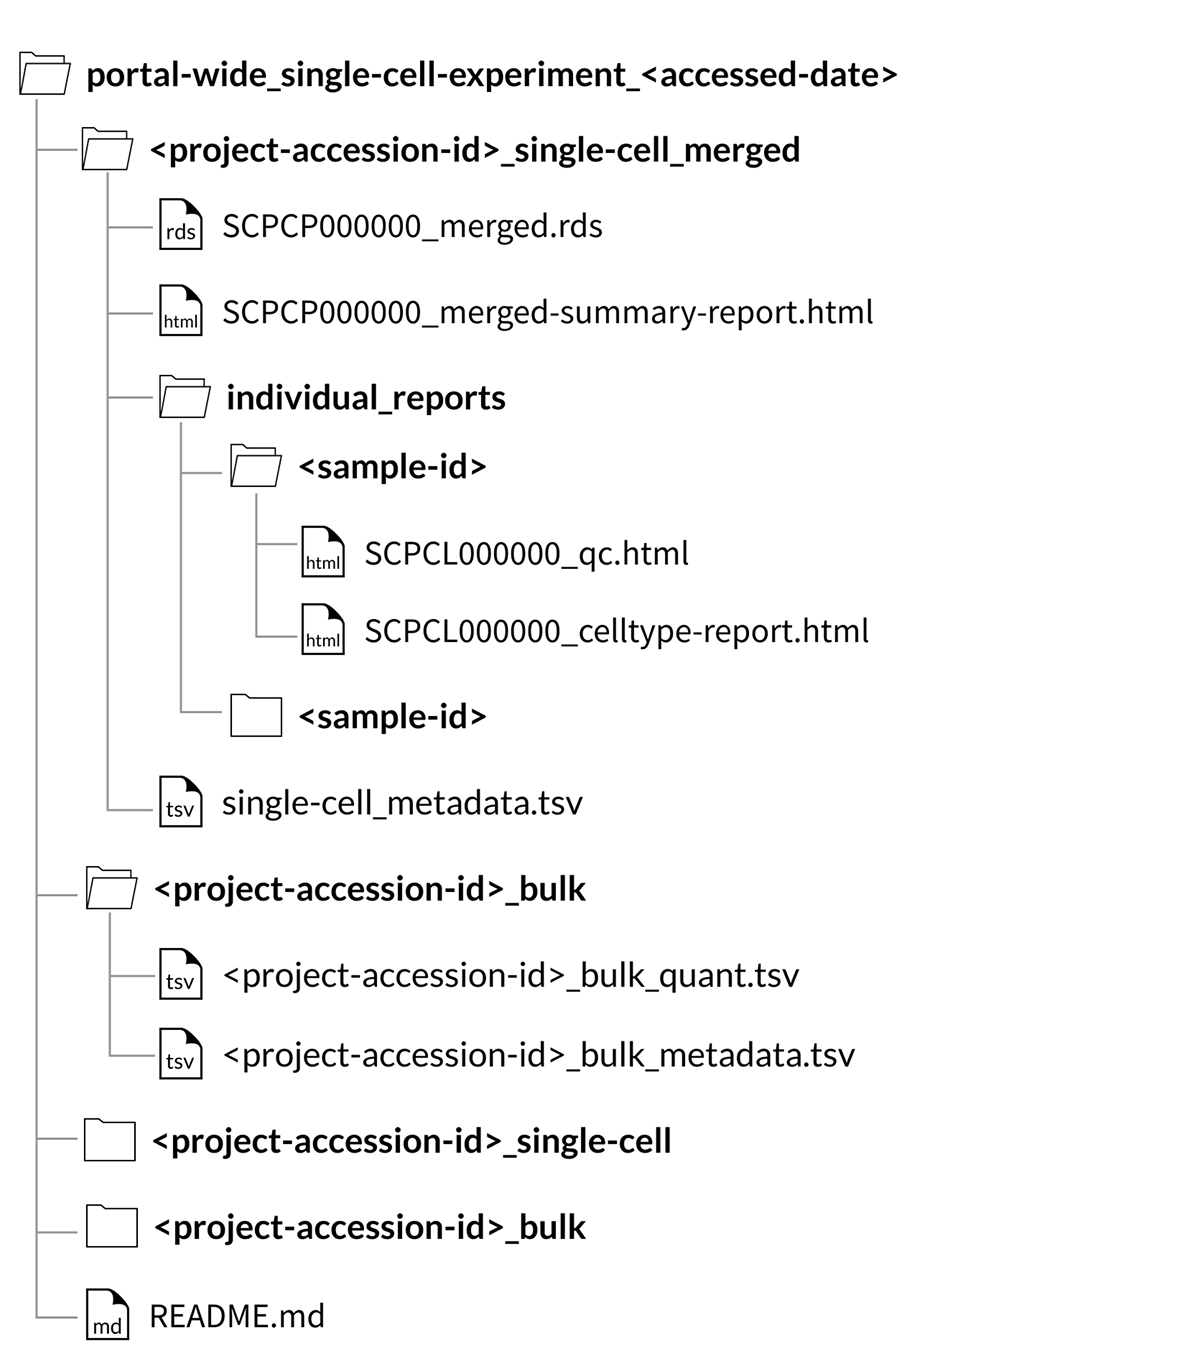 portal-wide_single-cell-experiment_<accessed-date>
<project-accession-id>_single-cell_merged
rds SCPCP000000_merged.rds
html SCPCP000000_merged-summary-report.html
individual_reports
<sample-id>
html SCPCL000000_qc.html
html SCPCL000000_celltype-report.html
<sample-id>
tsv single-cell_metadata.tsv
<project-accession-id>_bulk
tsv <project-accession-id>_bulk_quant.tsv
tsv <project-accession-id>_bulk_metadata.tsv
<project-accession-id>_single-cell
<project-accession-id>_bulk
md README.md